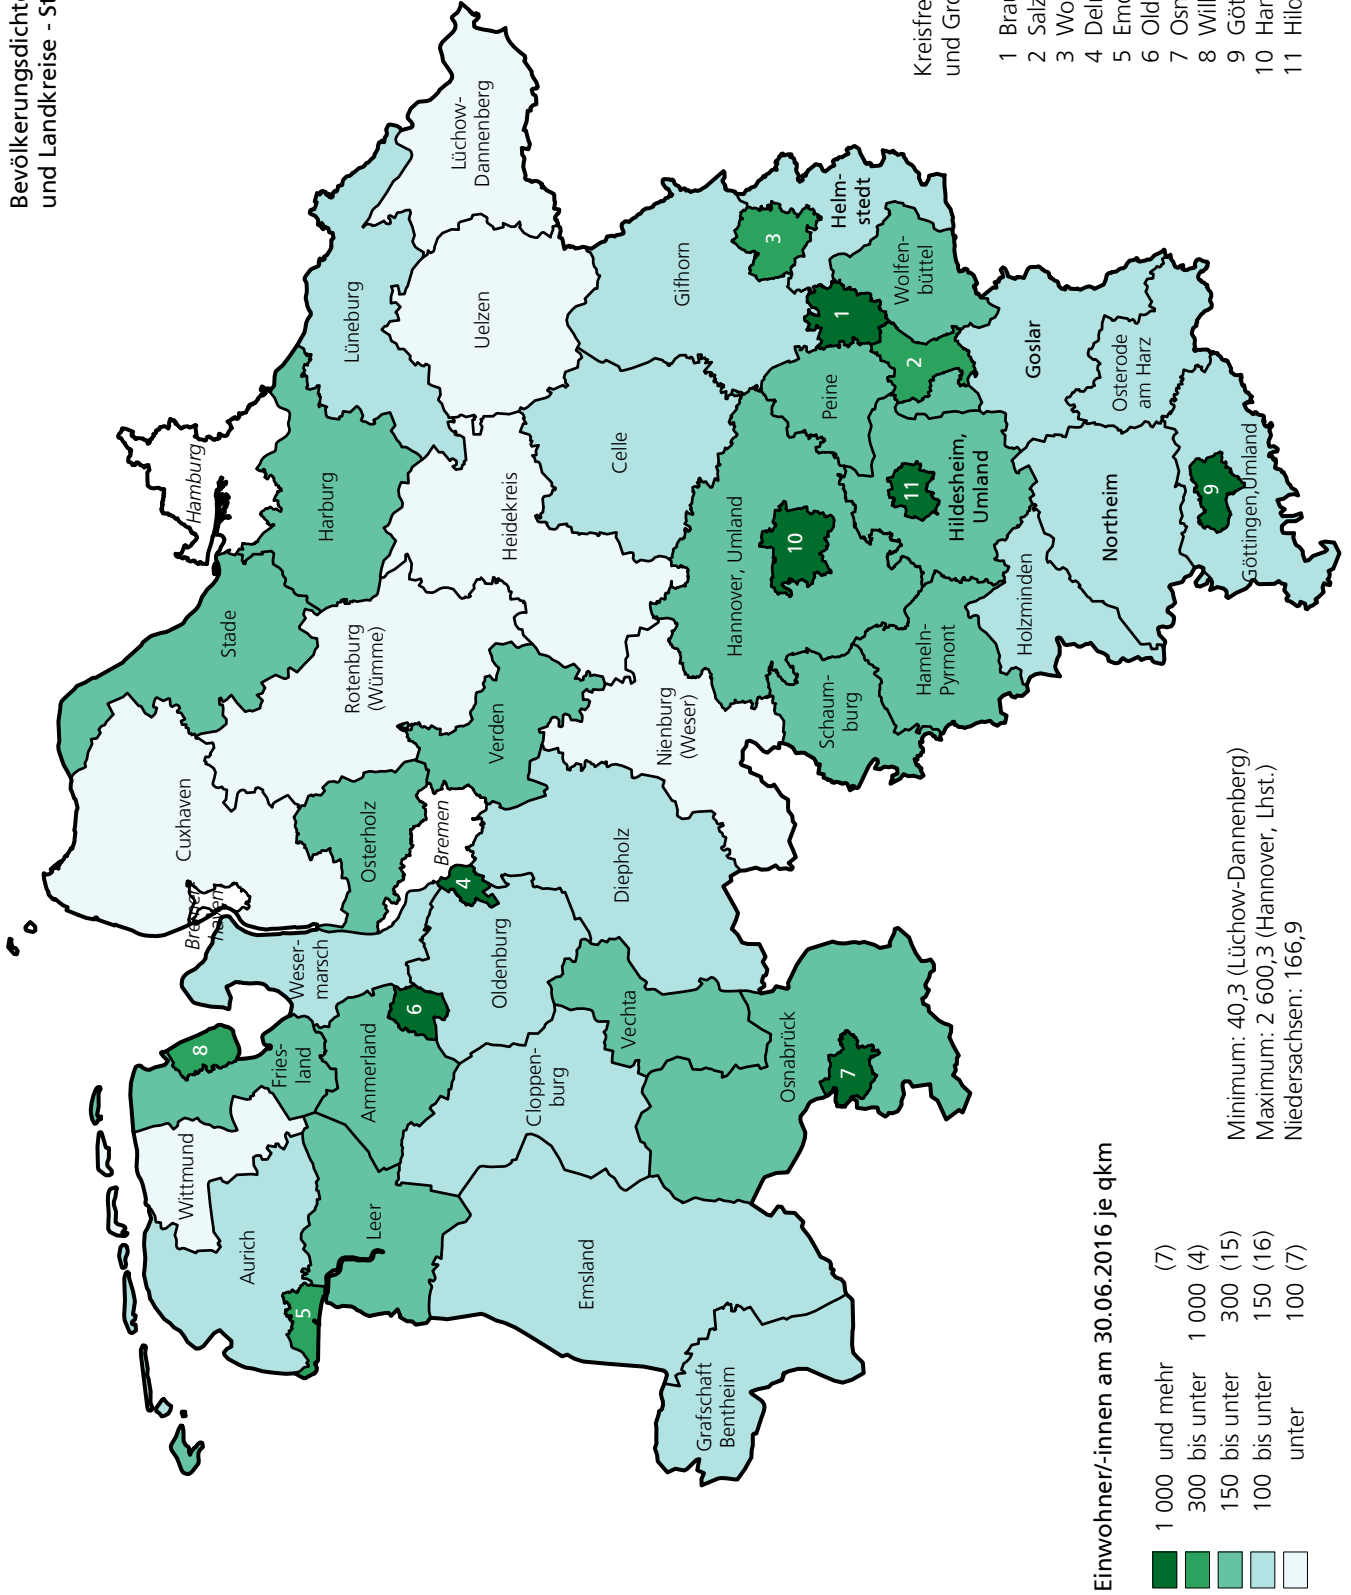 Bevölkerungsdichte
und Landkreise - St
Kreisfre
und Gro
1 Brau
2 Salz
3 Wo
4 Deln
5 Emd
6 Old
7 Osn
8 Will
9 Göt
10 Han
11 Hild
Lüchow-
Dannenberg
Lüneburg
Uelzen
Gifhorn
Helm-
stedt
Wolfen-
büttel
Goslar
Osterode
am Harz
Peine
Celle
Hamburg
Harburg
Heidekreis
Hannover, Umland
Hildesheim,
Umland
Northeim
Göttingen,Umland
Holzminden
Hameln-
Pyrmont
Schaum-
burg
Stade
Rotenburg
(Wümme)
Verden
Nienburg
(Weser)
Cuxhaven
Bremer-
haven
Osterholz
Bremen
Diepholz
Oldenburg
Weser-
marsch
Vechta
Osnabrück
Ammerland
Fries-
land
Cloppen-
burg
Wittmund
Aurich
Leer
Emsland
Grafschaft
Bentheim
1
2
3
4
5
6
7
8
9
10
11
Einwohner/-innen am 30.06.2016 je qkm
1 000 und mehr (7)
300 bis unter 1 000 (4)
150 bis unter 300 (15)
100 bis unter 150 (16)
unter 100 (7)
Minimum: 40,3 (Lüchow-Dannenberg)
Maximum: 2 600,3 (Hannover, Lhst.)
Niedersachsen: 166,9